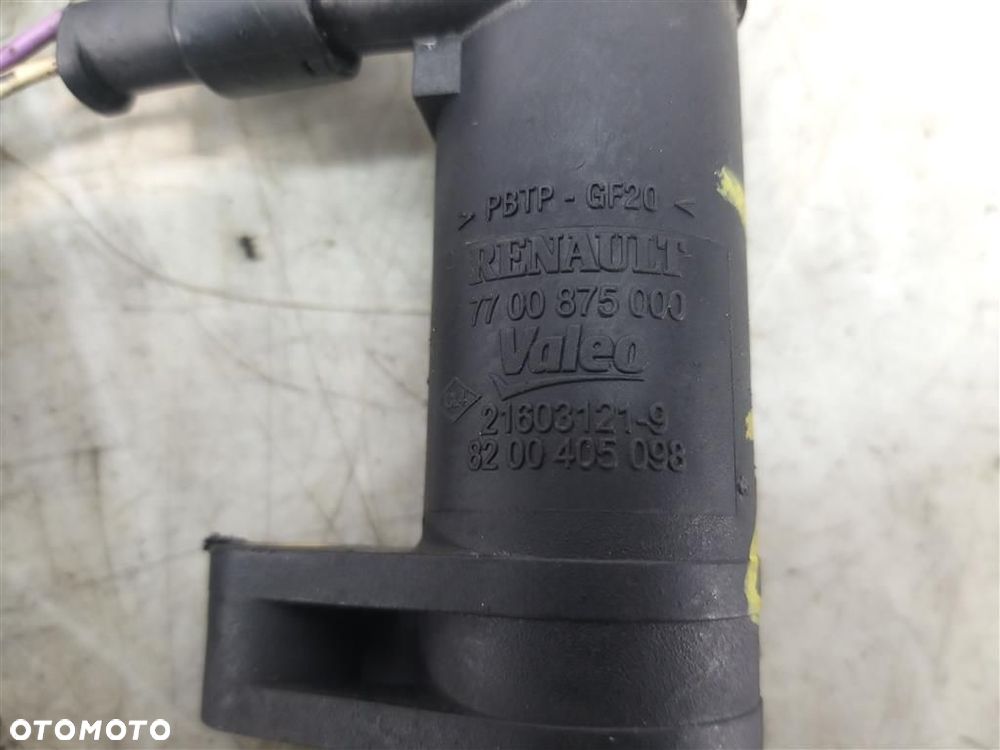 > PBTP - GF20 <
RENAULT
77 00 875 000
Valeo
21603121-9
82 00 405 098
OTOMOTO